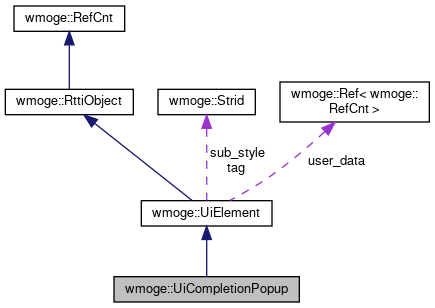 wmoge::RefCnt
wmoge::RttiObject
wmoge::Strid
wmoge::Ref< wmoge::
RefCnt >
sub_style
tag
user_data
wmoge::UiElement
wmoge::UiCompletionPopup